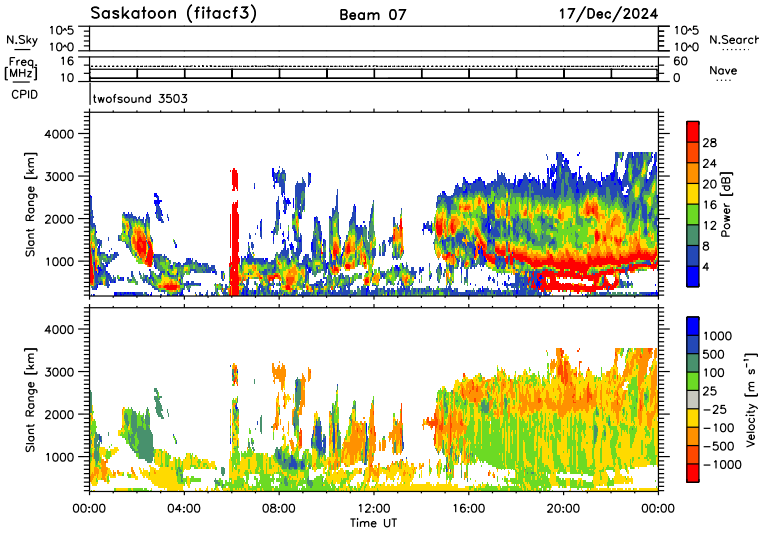 Saskatoon (fitacf3) Beam 07 17/Dec/2024
N.Sky 10^5 10^0 10^5 10^0 N.Search
Freq. [MHz] 16 10 60 0 Nave
CPID twofsound 3503
Slant Range [km] 4000 3000 2000 1000
Power [dB] 28 24 20 16 12 8 4
Slant Range [km] 4000 3000 2000 1000
Velocity [m s⁻¹] 1000 500 100 25 −25 −100 −500 −1000
00:00 04:00 08:00 12:00 16:00 20:00 00:00
Time UT